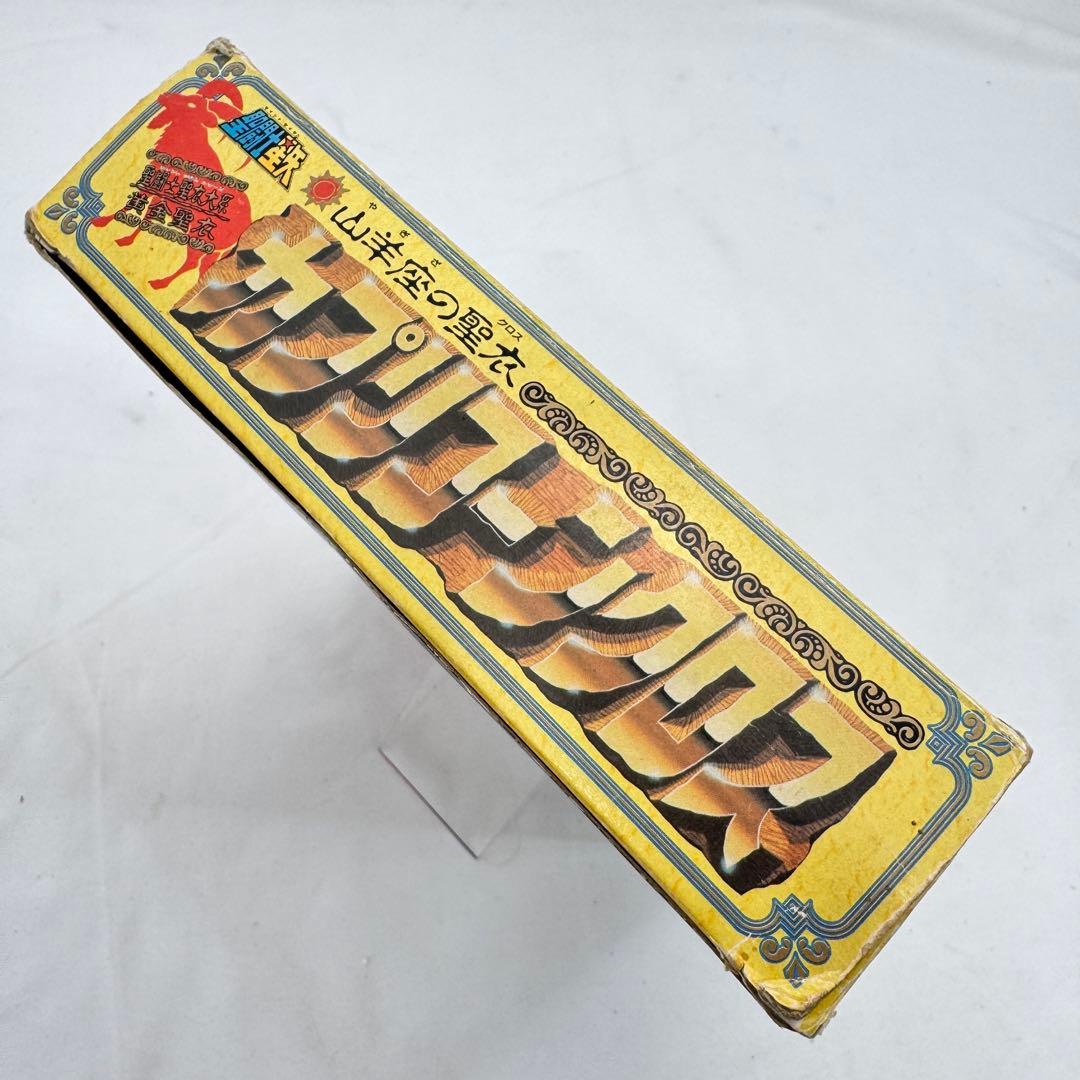 聖闘士星矢
聖闘士聖衣大系
黄金聖衣
やぎざ クロス
山羊座の聖衣
カプリコーンクロス